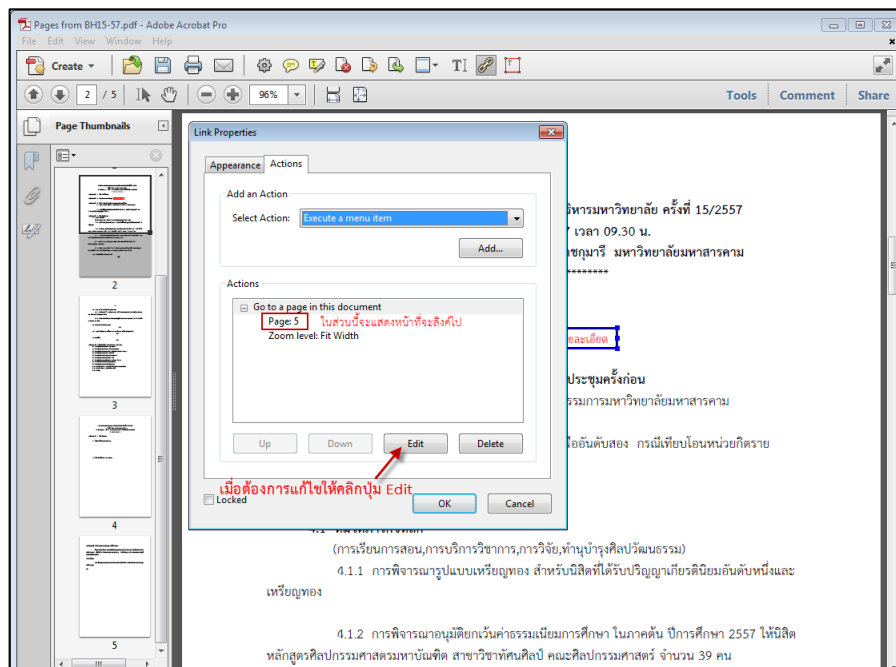 Pages from BH15-57.pdf - Adobe Acrobat Pro
File Edit View Window Help
Create
2 / 5
96%
Tools Comment Share
Page Thumbnails
2
3
4
5
Link Properties
Appearance Actions
Add an Action
Select Action: Execute a menu item
Add...
Actions
Go to a page in this document
Page: 5 ในส่วนนี้จะแสดงหน้าที่จะลิงค์ไป
Zoom level: Fit Width
Up Down Edit Delete
เมื่อต้องการแก้ไขให้คลิกปุ่ม Edit
Locked
OK Cancel
ริหารมหาวิทยาลัย ครั้งที่ 15/2557
7 เวลา 09.30 น.
าชกุมารี มหาวิทยาลัยมหาสารคาม
ยละเอียด
ประชุมครั้งก่อน
รรมการมหาวิทยาลัยมหาสารคาม
รืออันดับสอง กรณีเทียบโอนหน่วยกิตราย
(การเรียนการสอน,การบริการวิชาการ,การวิจัย,ทำนุบำรุงศิลปวัฒนธรรม)
4.1.1 การพิจารณารูปแบบเหรียญทอง สำหรับนิสิตที่ได้รับปริญญาเกียรตินิยมอันดับหนึ่งและ
เหรียญทอง
4.1.2 การพิจารณาอนุมัติยกเว้นค่าธรรมเนียมการศึกษา ในภาคต้น ปีการศึกษา 2557 ให้นิสิต
หลักสูตรศิลปกรรมศาสตรมหาบัณฑิต สาขาวิชาทัศนศิลป์ คณะศิลปกรรมศาสตร์ จำนวน 39 คน